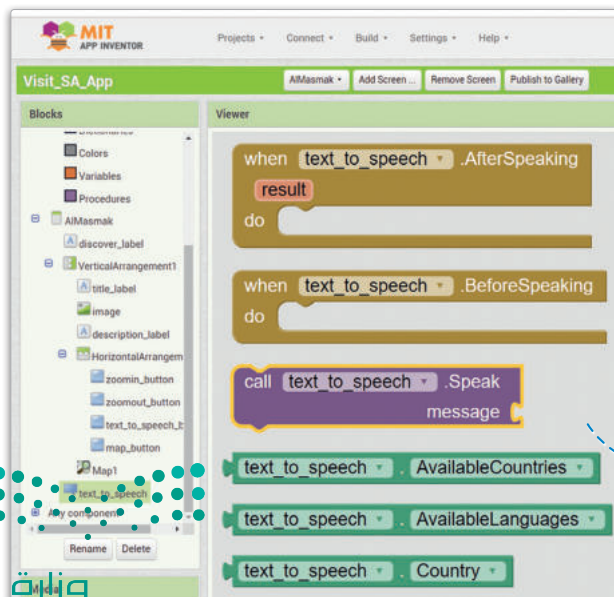 MIT
APP INVENTOR
Projects
Connect
Build
Settings
Help
Visit_SA_App
AlMasmak
Add Screen ...
Remove Screen
Publish to Gallery
Blocks
Viewer
Colors
Variables
Procedures
AlMasmak
discover_label
VerticalArrangement1
title_label
image
description_label
HorizontalArrangem
zoomin_button
zoomout_button
text_to_speech_b
map_button
Map1
text_to_speech
Any component
Rename
Delete
when text_to_speech .AfterSpeaking
result
do
when text_to_speech .BeforeSpeaking
do
call text_to_speech .Speak
message
text_to_speech . AvailableCountries
text_to_speech . AvailableLanguages
text_to_speech . Country
وزارة